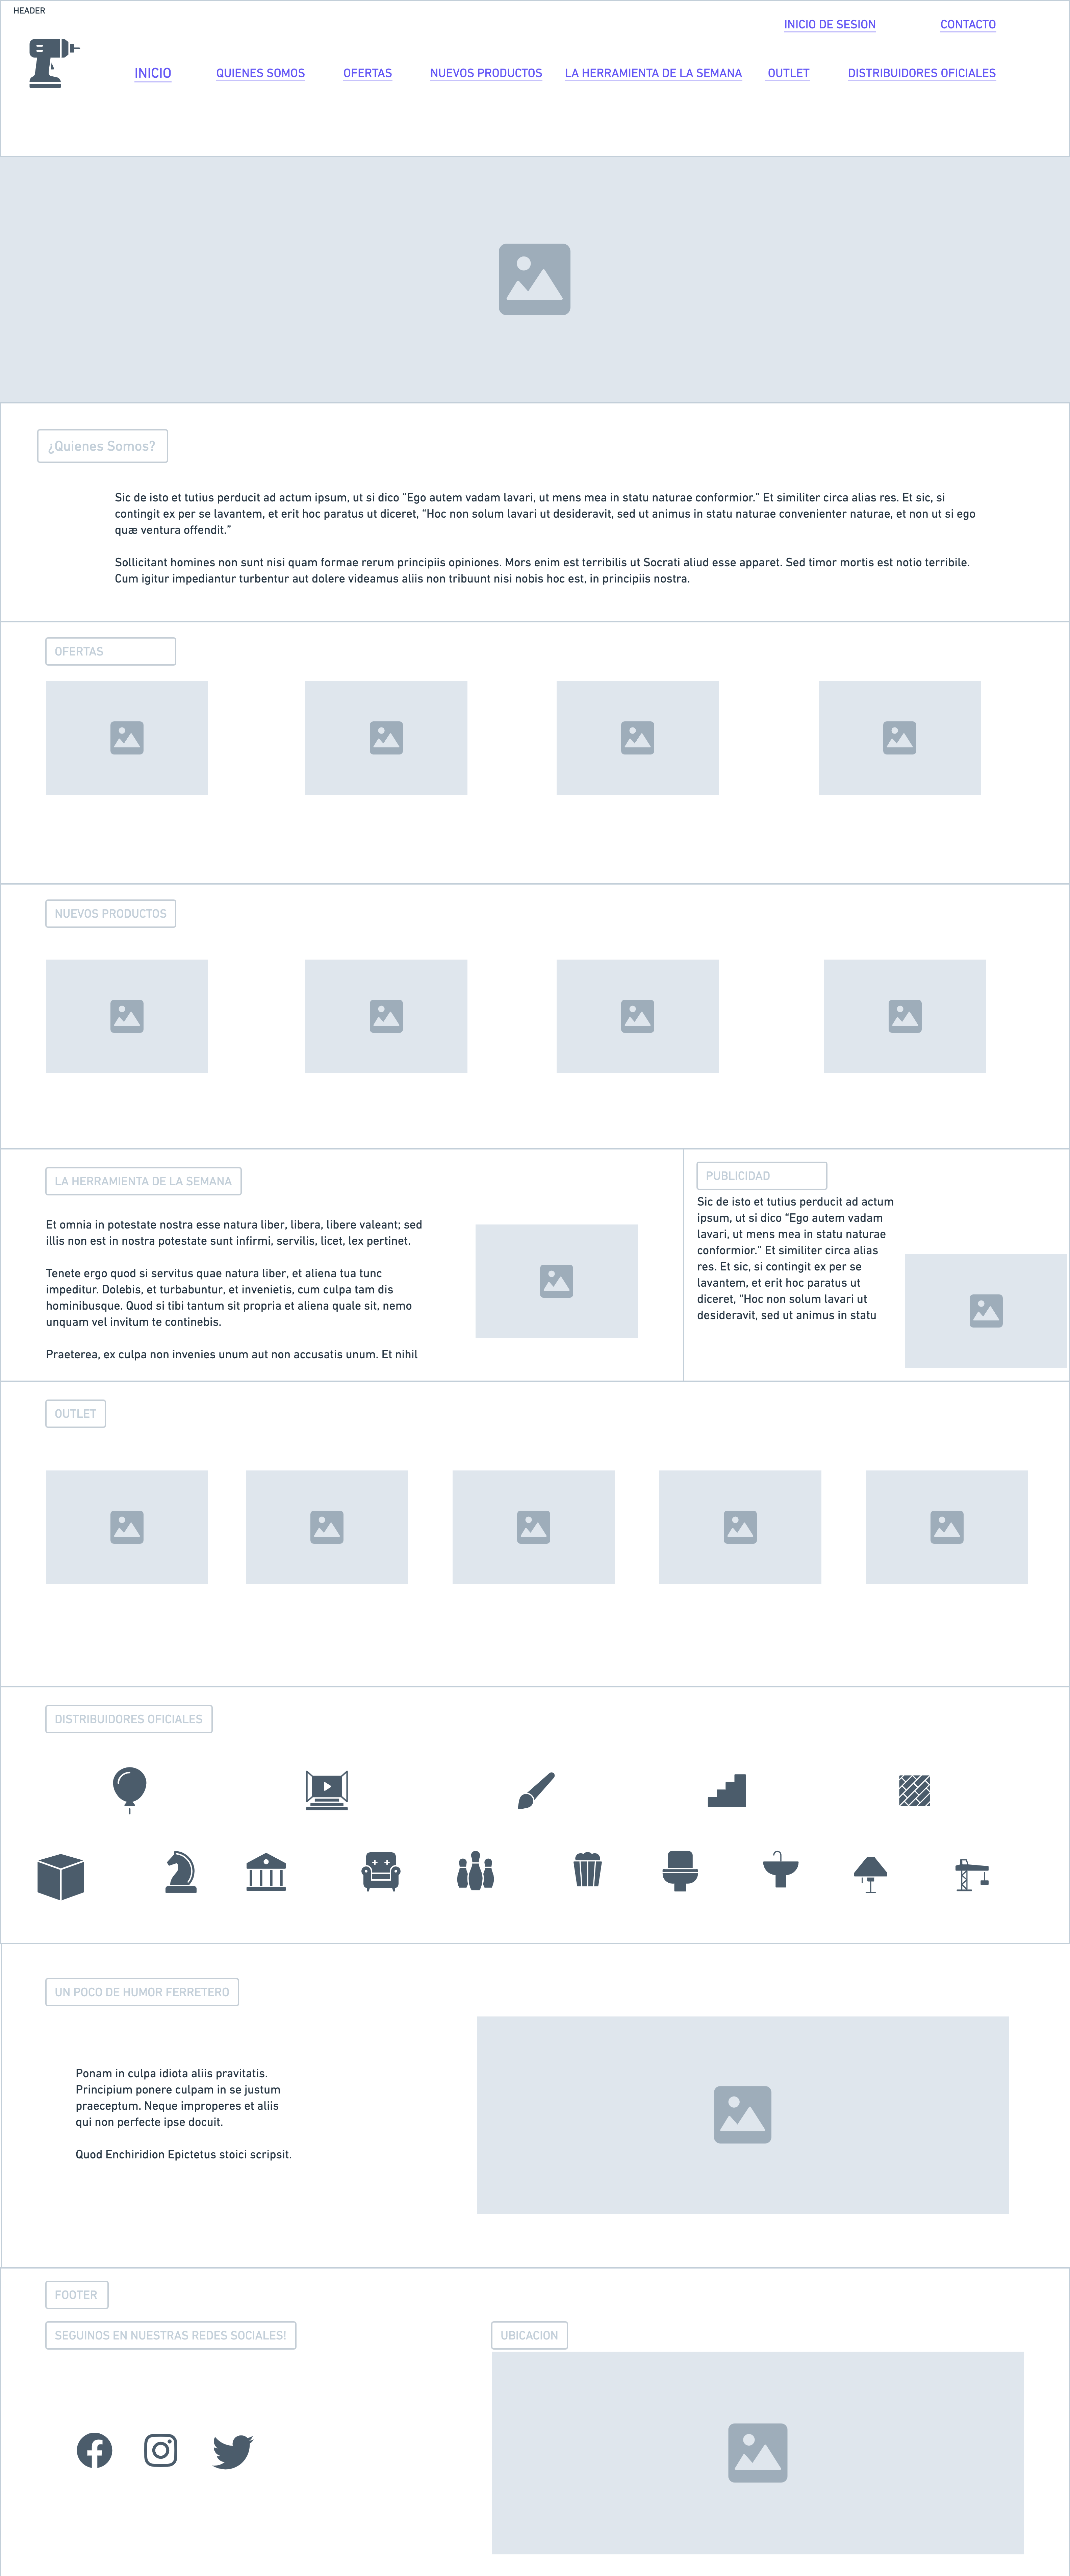 HEADER
INICIO DE SESION
CONTACTO
INICIO
QUIENES SOMOS
OFERTAS
NUEVOS PRODUCTOS
LA HERRAMIENTA DE LA SEMANA
OUTLET
DISTRIBUIDORES OFICIALES
¿Quienes Somos?
Sic de isto et tutius perducit ad actum ipsum, ut si dico “Ego autem vadam lavari, ut mens mea in statu naturae conformior.” Et similiter circa alias res. Et sic, si
contingit ex per se lavantem, et erit hoc paratus ut diceret, “Hoc non solum lavari ut desideravit, sed ut animus in statu naturae convenienter naturae, et non ut si ego
quæ ventura offendit.”
Sollicitant homines non sunt nisi quam formae rerum principiis opiniones. Mors enim est terribilis ut Socrati aliud esse apparet. Sed timor mortis est notio terribile.
Cum igitur impediantur turbentur aut dolere videamus aliis non tribuunt nisi nobis hoc est, in principiis nostra.
OFERTAS
NUEVOS PRODUCTOS
LA HERRAMIENTA DE LA SEMANA
Et omnia in potestate nostra esse natura liber, libera, libere valeant; sed
illis non est in nostra potestate sunt infirmi, servilis, licet, lex pertinet.
Tenete ergo quod si servitus quae natura liber, et aliena tua tunc
impeditur. Dolebis, et turbabuntur, et invenietis, cum culpa tam dis
hominibusque. Quod si tibi tantum sit propria et aliena quale sit, nemo
unquam vel invitum te continebis.
Praeterea, ex culpa non invenies unum aut non accusatis unum. Et nihil
PUBLICIDAD
Sic de isto et tutius perducit ad actum
ipsum, ut si dico “Ego autem vadam
lavari, ut mens mea in statu naturae
conformior.” Et similiter circa alias
res. Et sic, si contingit ex per se
lavantem, et erit hoc paratus ut
diceret, “Hoc non solum lavari ut
desideravit, sed ut animus in statu
OUTLET
DISTRIBUIDORES OFICIALES
UN POCO DE HUMOR FERRETERO
Ponam in culpa idiota aliis pravitatis.
Principium ponere culpam in se justum
praeceptum. Neque improperes et aliis
qui non perfecte ipse docuit.
Quod Enchiridion Epictetus stoici scripsit.
FOOTER
SEGUINOS EN NUESTRAS REDES SOCIALES!
UBICACION